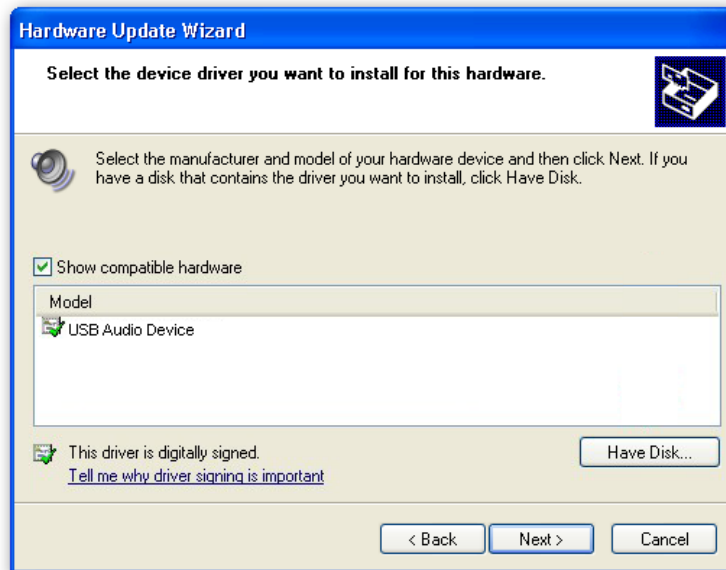 Hardware Update Wizard
Select the device driver you want to install for this hardware.
Select the manufacturer and model of your hardware device and then click Next. If you
have a disk that contains the driver you want to install, click Have Disk.
Show compatible hardware
Model
USB Audio Device
This driver is digitally signed.
Have Disk...
Tell me why driver signing is important
< Back
Next >
Cancel